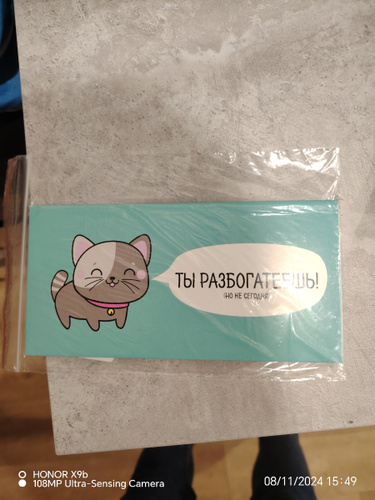 ТЫ РАЗБОГАТЕЕШЬ!
(НО НЕ СЕГОДНЯ)
HONOR X9b
108MP Ultra-Sensing Camera
08/11/2024 15:49